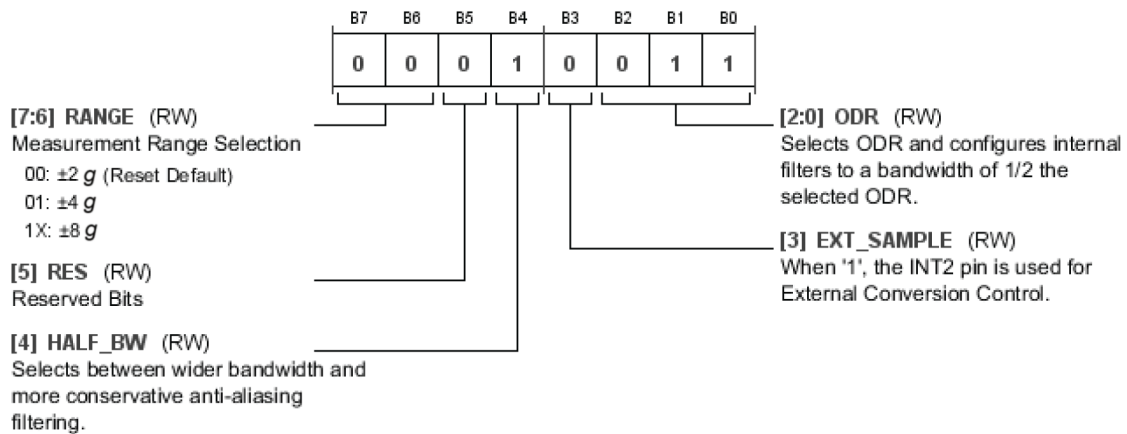 B7 B6 B5 B4 B3 B2 B1 B0
0 0 0 1 0 0 1 1
[7:6] RANGE (RW)
Measurement Range Selection
00: ±2 g (Reset Default)
01: ±4 g
1X: ±8 g
[5] RES (RW)
Reserved Bits
[4] HALF_BW (RW)
Selects between wider bandwidth and
more conservative anti-aliasing
filtering.
[2:0] ODR (RW)
Selects ODR and configures internal
filters to a bandwidth of 1/2 the
selected ODR.
[3] EXT_SAMPLE (RW)
When '1', the INT2 pin is used for
External Conversion Control.